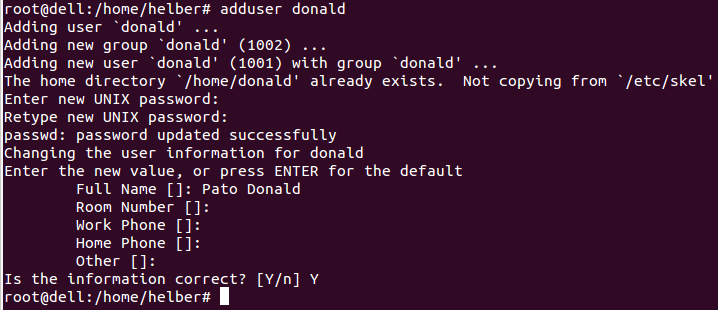 root@dell:/home/helber# adduser donald
Adding user `donald' ...
Adding new group `donald' (1002) ...
Adding new user `donald' (1001) with group `donald' ...
The home directory `/home/donald' already exists.  Not copying from `/etc/skel'
Enter new UNIX password:
Retype new UNIX password:
passwd: password updated successfully
Changing the user information for donald
Enter the new value, or press ENTER for the default
        Full Name []: Pato Donald
        Room Number []:
        Work Phone []:
        Home Phone []:
        Other []:
Is the information correct? [Y/n] Y
root@dell:/home/helber#